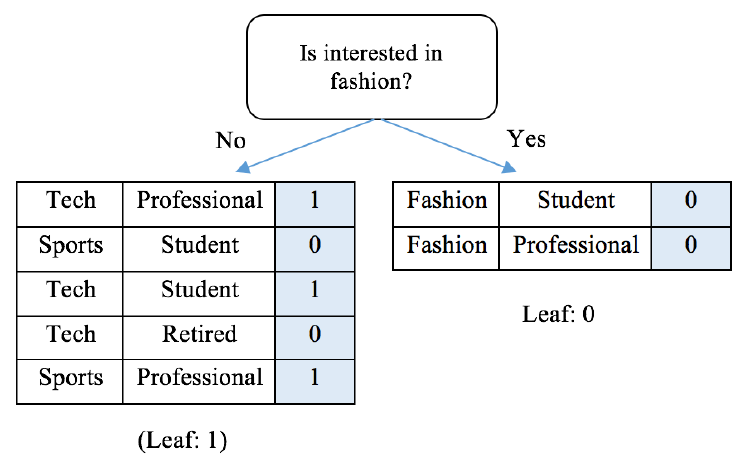 Is interested in
fashion?
No
Yes
Tech Professional 1
Sports Student 0
Tech Student 1
Tech Retired 0
Sports Professional 1
(Leaf: 1)
Fashion Student 0
Fashion Professional 0
Leaf: 0